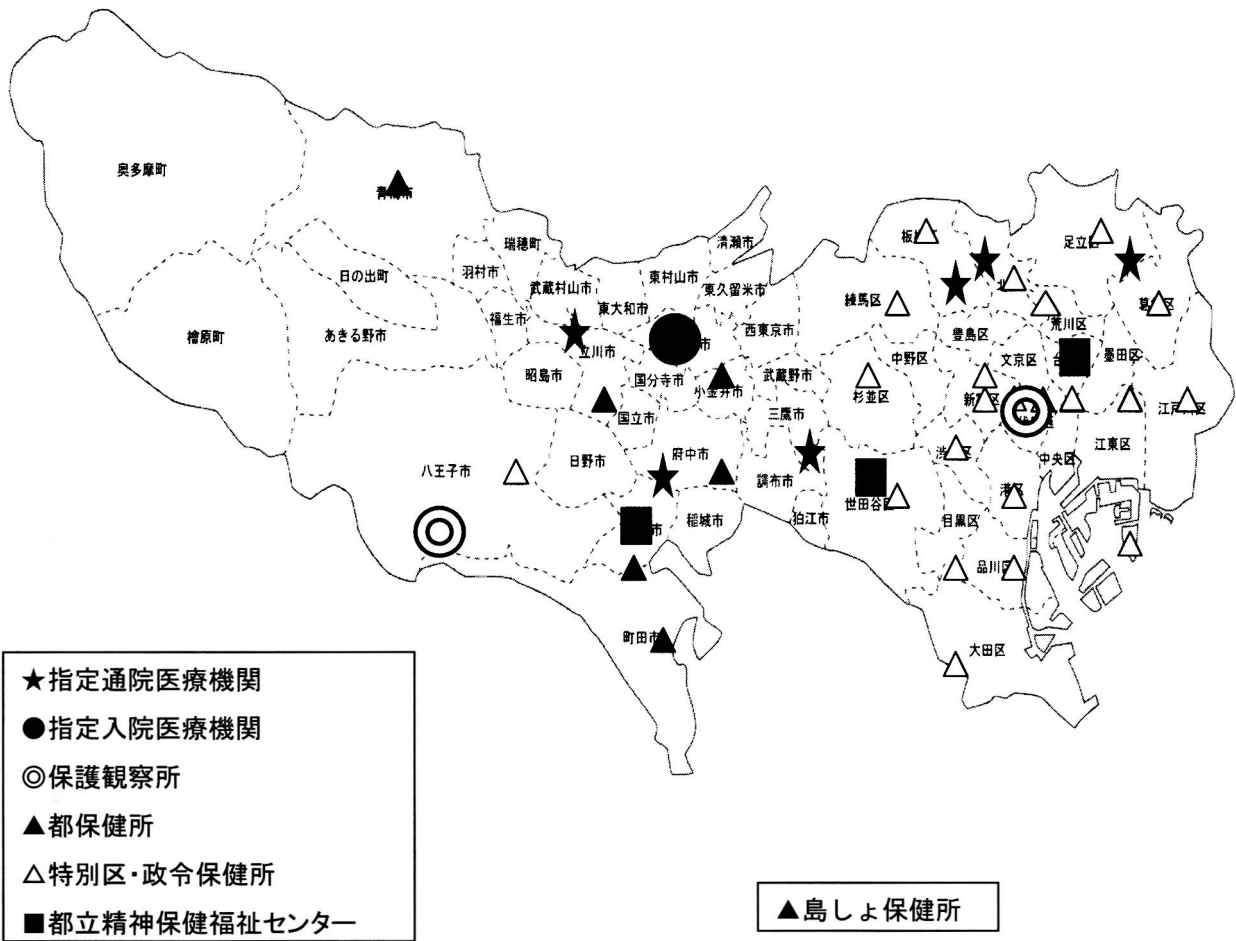 奥多摩町
瑞穂町
清瀬市
足立区
羽村市
日の出町
武蔵村山市
東村山市
東久留米市
練馬区
東大和市
檜原町
あきる野市
福生市
西東京市
豊島区
荒川区
立川市
中野区
文京区
墨田区
昭島市
国分寺市
武蔵野市
小金井市
杉並区
国立市
三鷹市
江東区
八王子市
日野市
府中市
調布市
中央区
港区
世田谷区
稲城市
狛江市
目黒区
品川区
町田市
大田区
★指定通院医療機関
●指定入院医療機関
◎保護観察所
▲都保健所
△特別区・政令保健所
■都立精神保健福祉センター
▲島しょ保健所